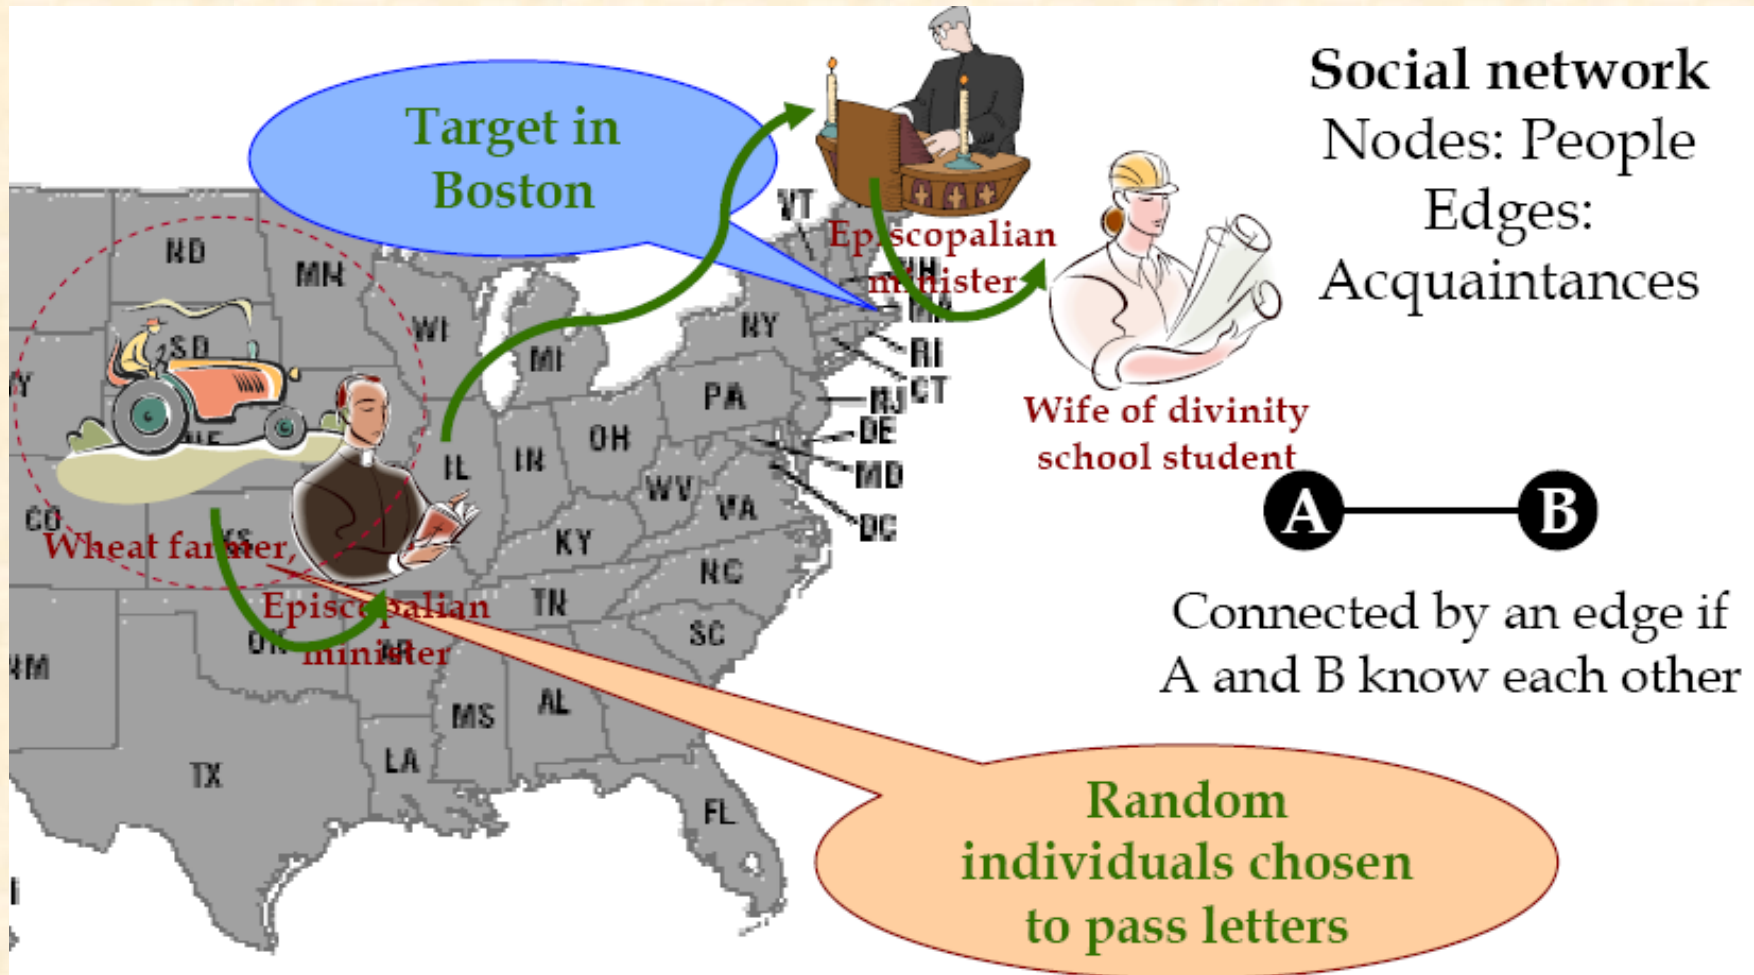 Social network
Nodes: People
Edges:
Acquaintances
Target in
Boston
Episcopalian
minister
Wife of divinity
school student
A
B
Connected by an edge if
A and B know each other
Wheat farmer,
Episcopalian
minister
Random
individuals chosen
to pass letters
VT
ND
MN
WI
SD
MI
NY
MA
RI
CT
PA
NJ
DE
MD
DC
OH
IN
IL
WV
VA
CO
KS
KY
NC
TN
SC
OK
AR
MS
AL
TX
LA
FL